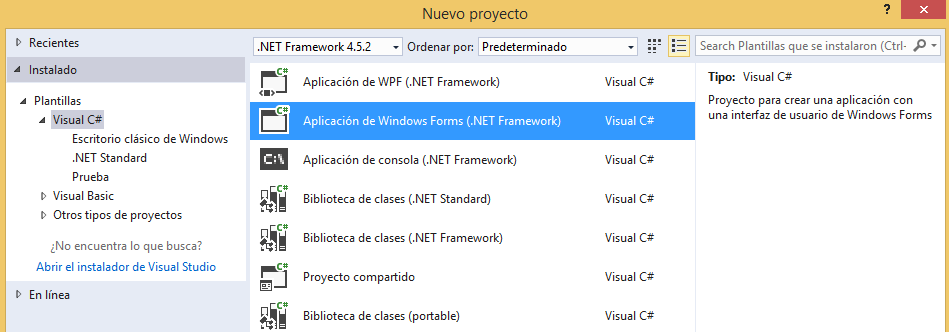 Nuevo proyecto
?
Recientes
Instalado
Plantillas
Visual C#
Escritorio clásico de Windows
.NET Standard
Prueba
Visual Basic
Otros tipos de proyectos
¿No encuentra lo que busca?
Abrir el instalador de Visual Studio
En línea
.NET Framework 4.5.2 Ordenar por: Predeterminado
C# Aplicación de WPF (.NET Framework) Visual C#
C# Aplicación de Windows Forms (.NET Framework) Visual C#
C# C:\ Aplicación de consola (.NET Framework) Visual C#
C# Biblioteca de clases (.NET Standard) Visual C#
C# Biblioteca de clases (.NET Framework) Visual C#
C# Proyecto compartido Visual C#
C# Biblioteca de clases (portable) Visual C#
Search Plantillas que se instalaron (Ctrl-
Tipo: Visual C#
Proyecto para crear una aplicación con
una interfaz de usuario de Windows Forms